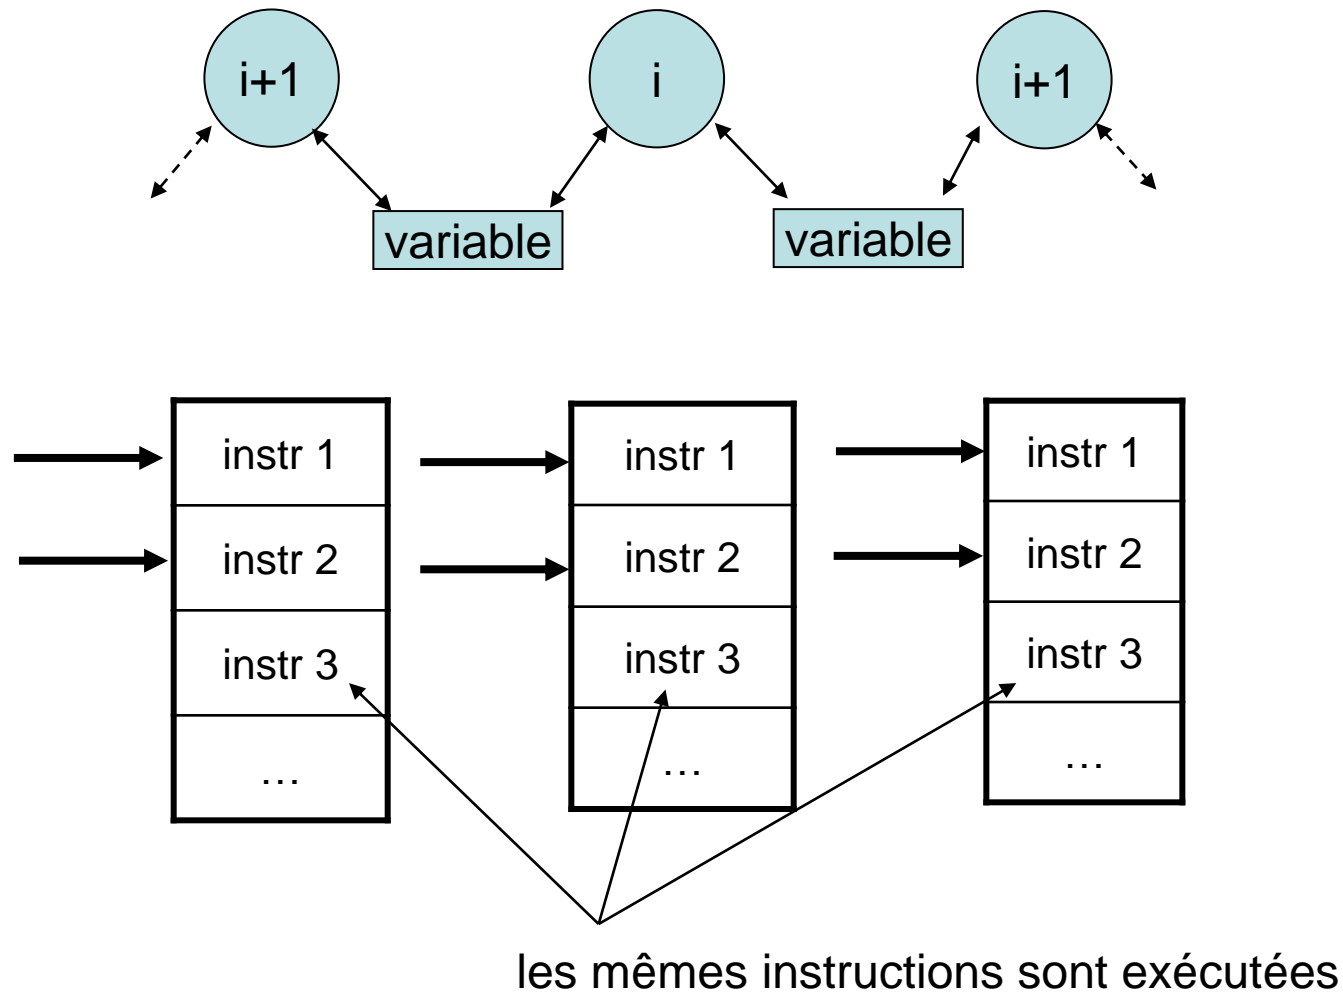 i+1 i i+1
variable variable
instr 1 instr 1 instr 1
instr 2 instr 2 instr 2
instr 3 instr 3 instr 3
… … …
les mêmes instructions sont exécutées